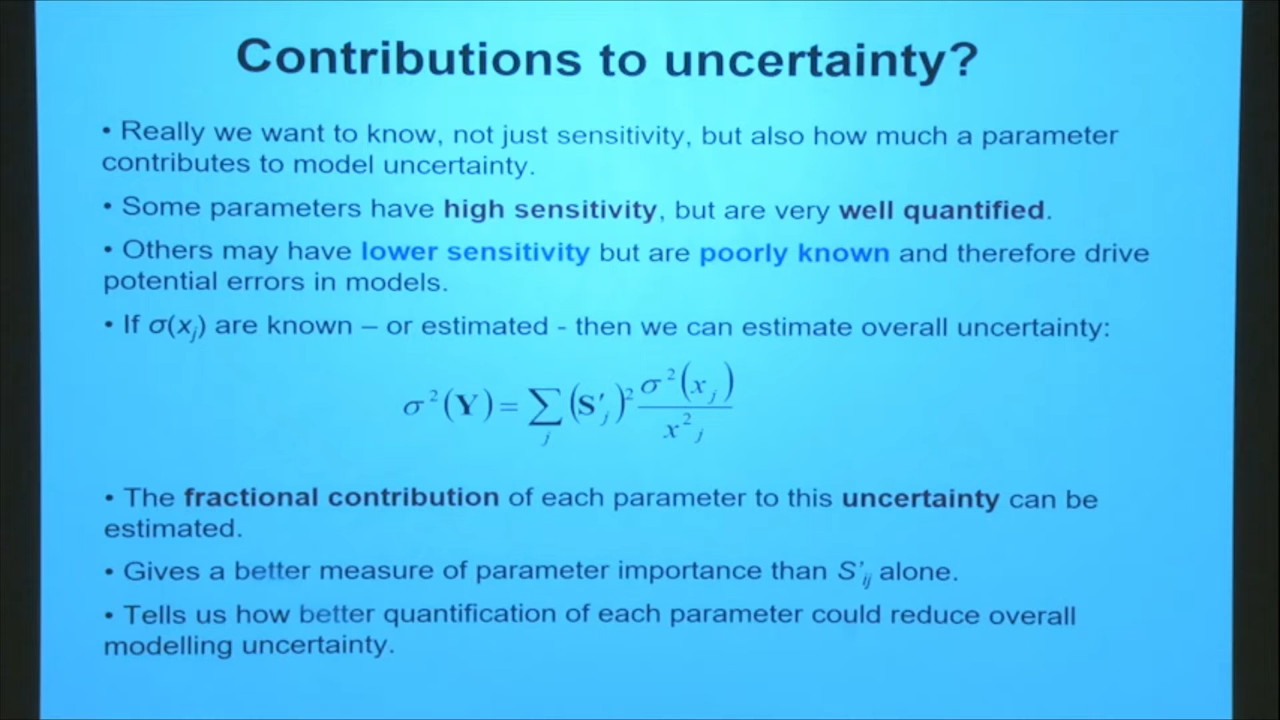 Contributions to uncertainty?
• Really we want to know, not just sensitivity, but also how much a parameter
contributes to model uncertainty.
• Some parameters have high sensitivity, but are very well quantified.
• Others may have lower sensitivity but are poorly known and therefore drive
potential errors in models.
• If σ(xj) are known – or estimated - then we can estimate overall uncertainty:
σ²(Y) = ∑j (S′j)² σ²(xj) / x²j
• The fractional contribution of each parameter to this uncertainty can be
estimated.
• Gives a better measure of parameter importance than S’ij alone.
• Tells us how better quantification of each parameter could reduce overall
modelling uncertainty.